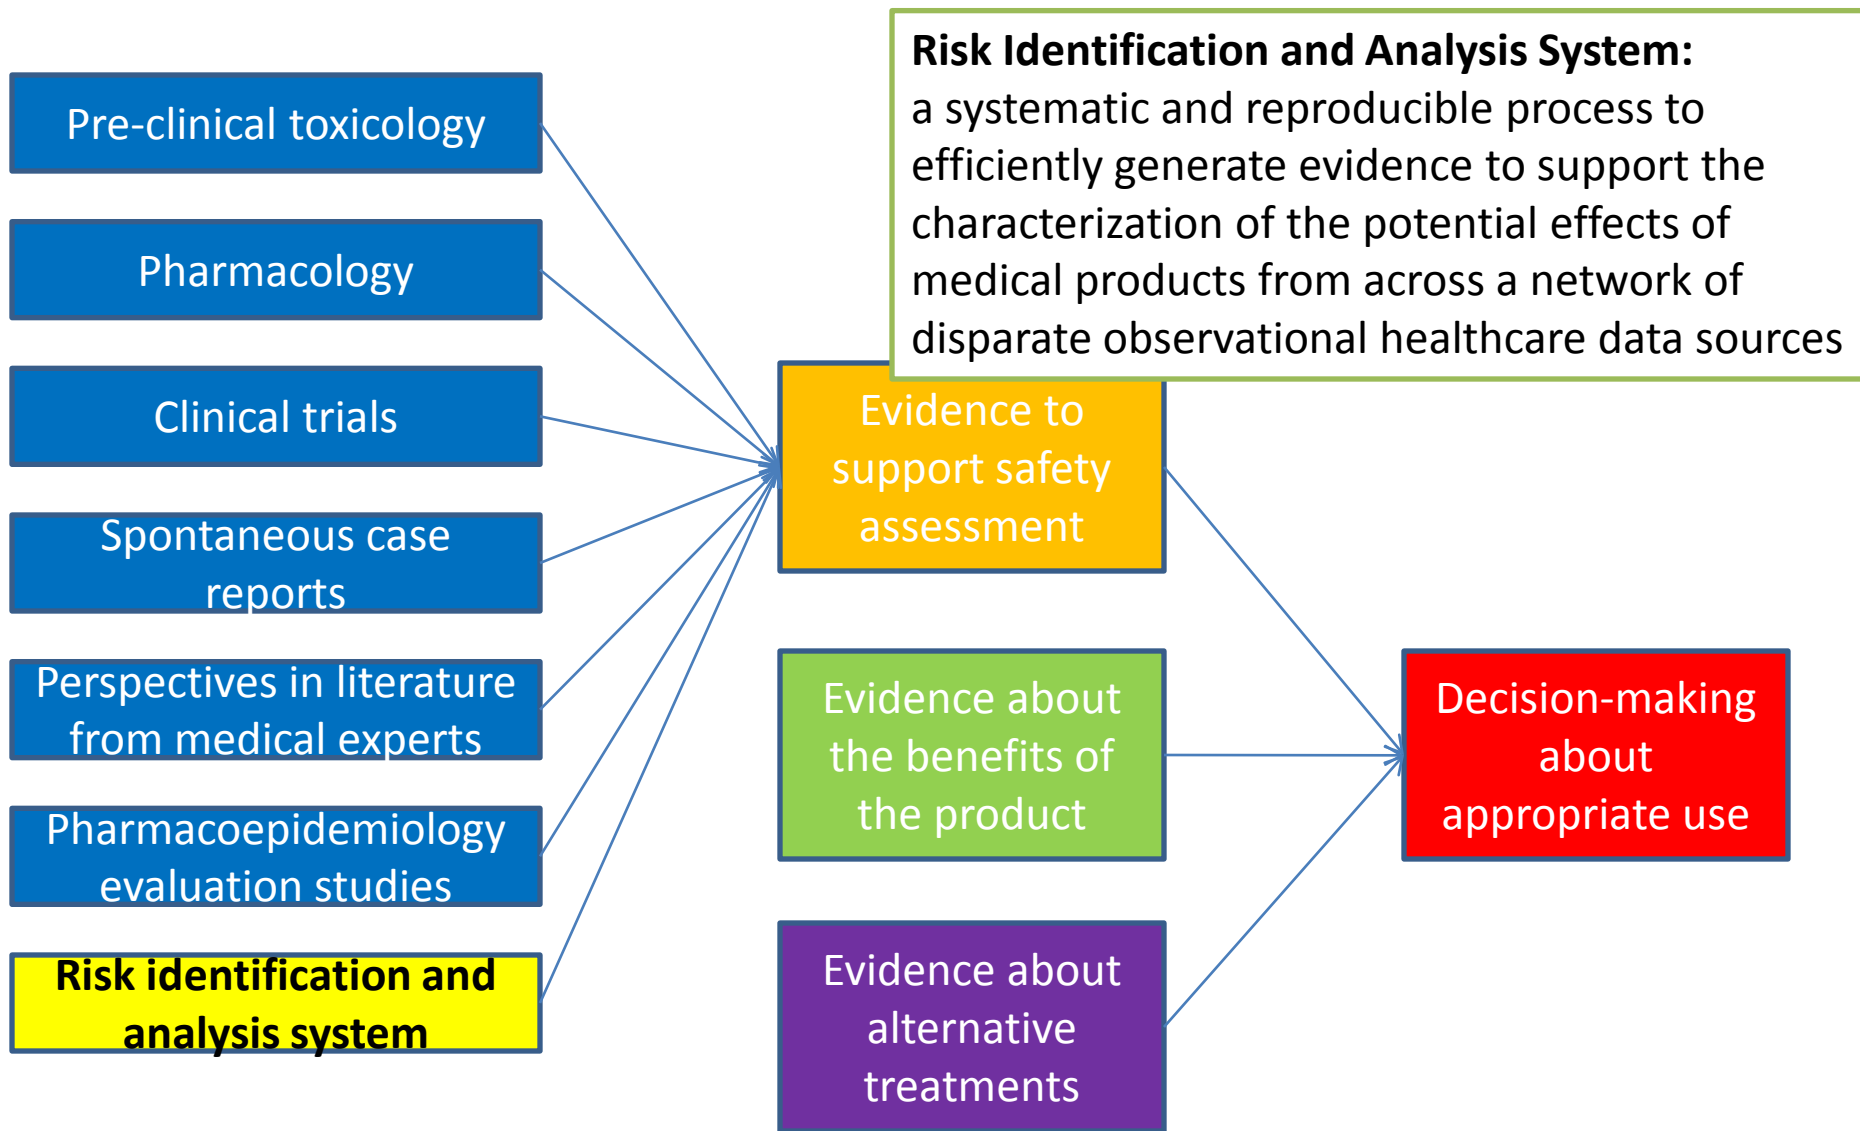 Risk Identification and Analysis System:
a systematic and reproducible process to
efficiently generate evidence to support the
characterization of the potential effects of
medical products from across a network of
disparate observational healthcare data sources
Pre-clinical toxicology
Pharmacology
Clinical trials
Spontaneous case
reports
Perspectives in literature
from medical experts
Pharmacoepidemiology
evaluation studies
Risk identification and
analysis system
Evidence to
support safety
assessment
Evidence about
the benefits of
the product
Evidence about
alternative
treatments
Decision-making
about
appropriate use